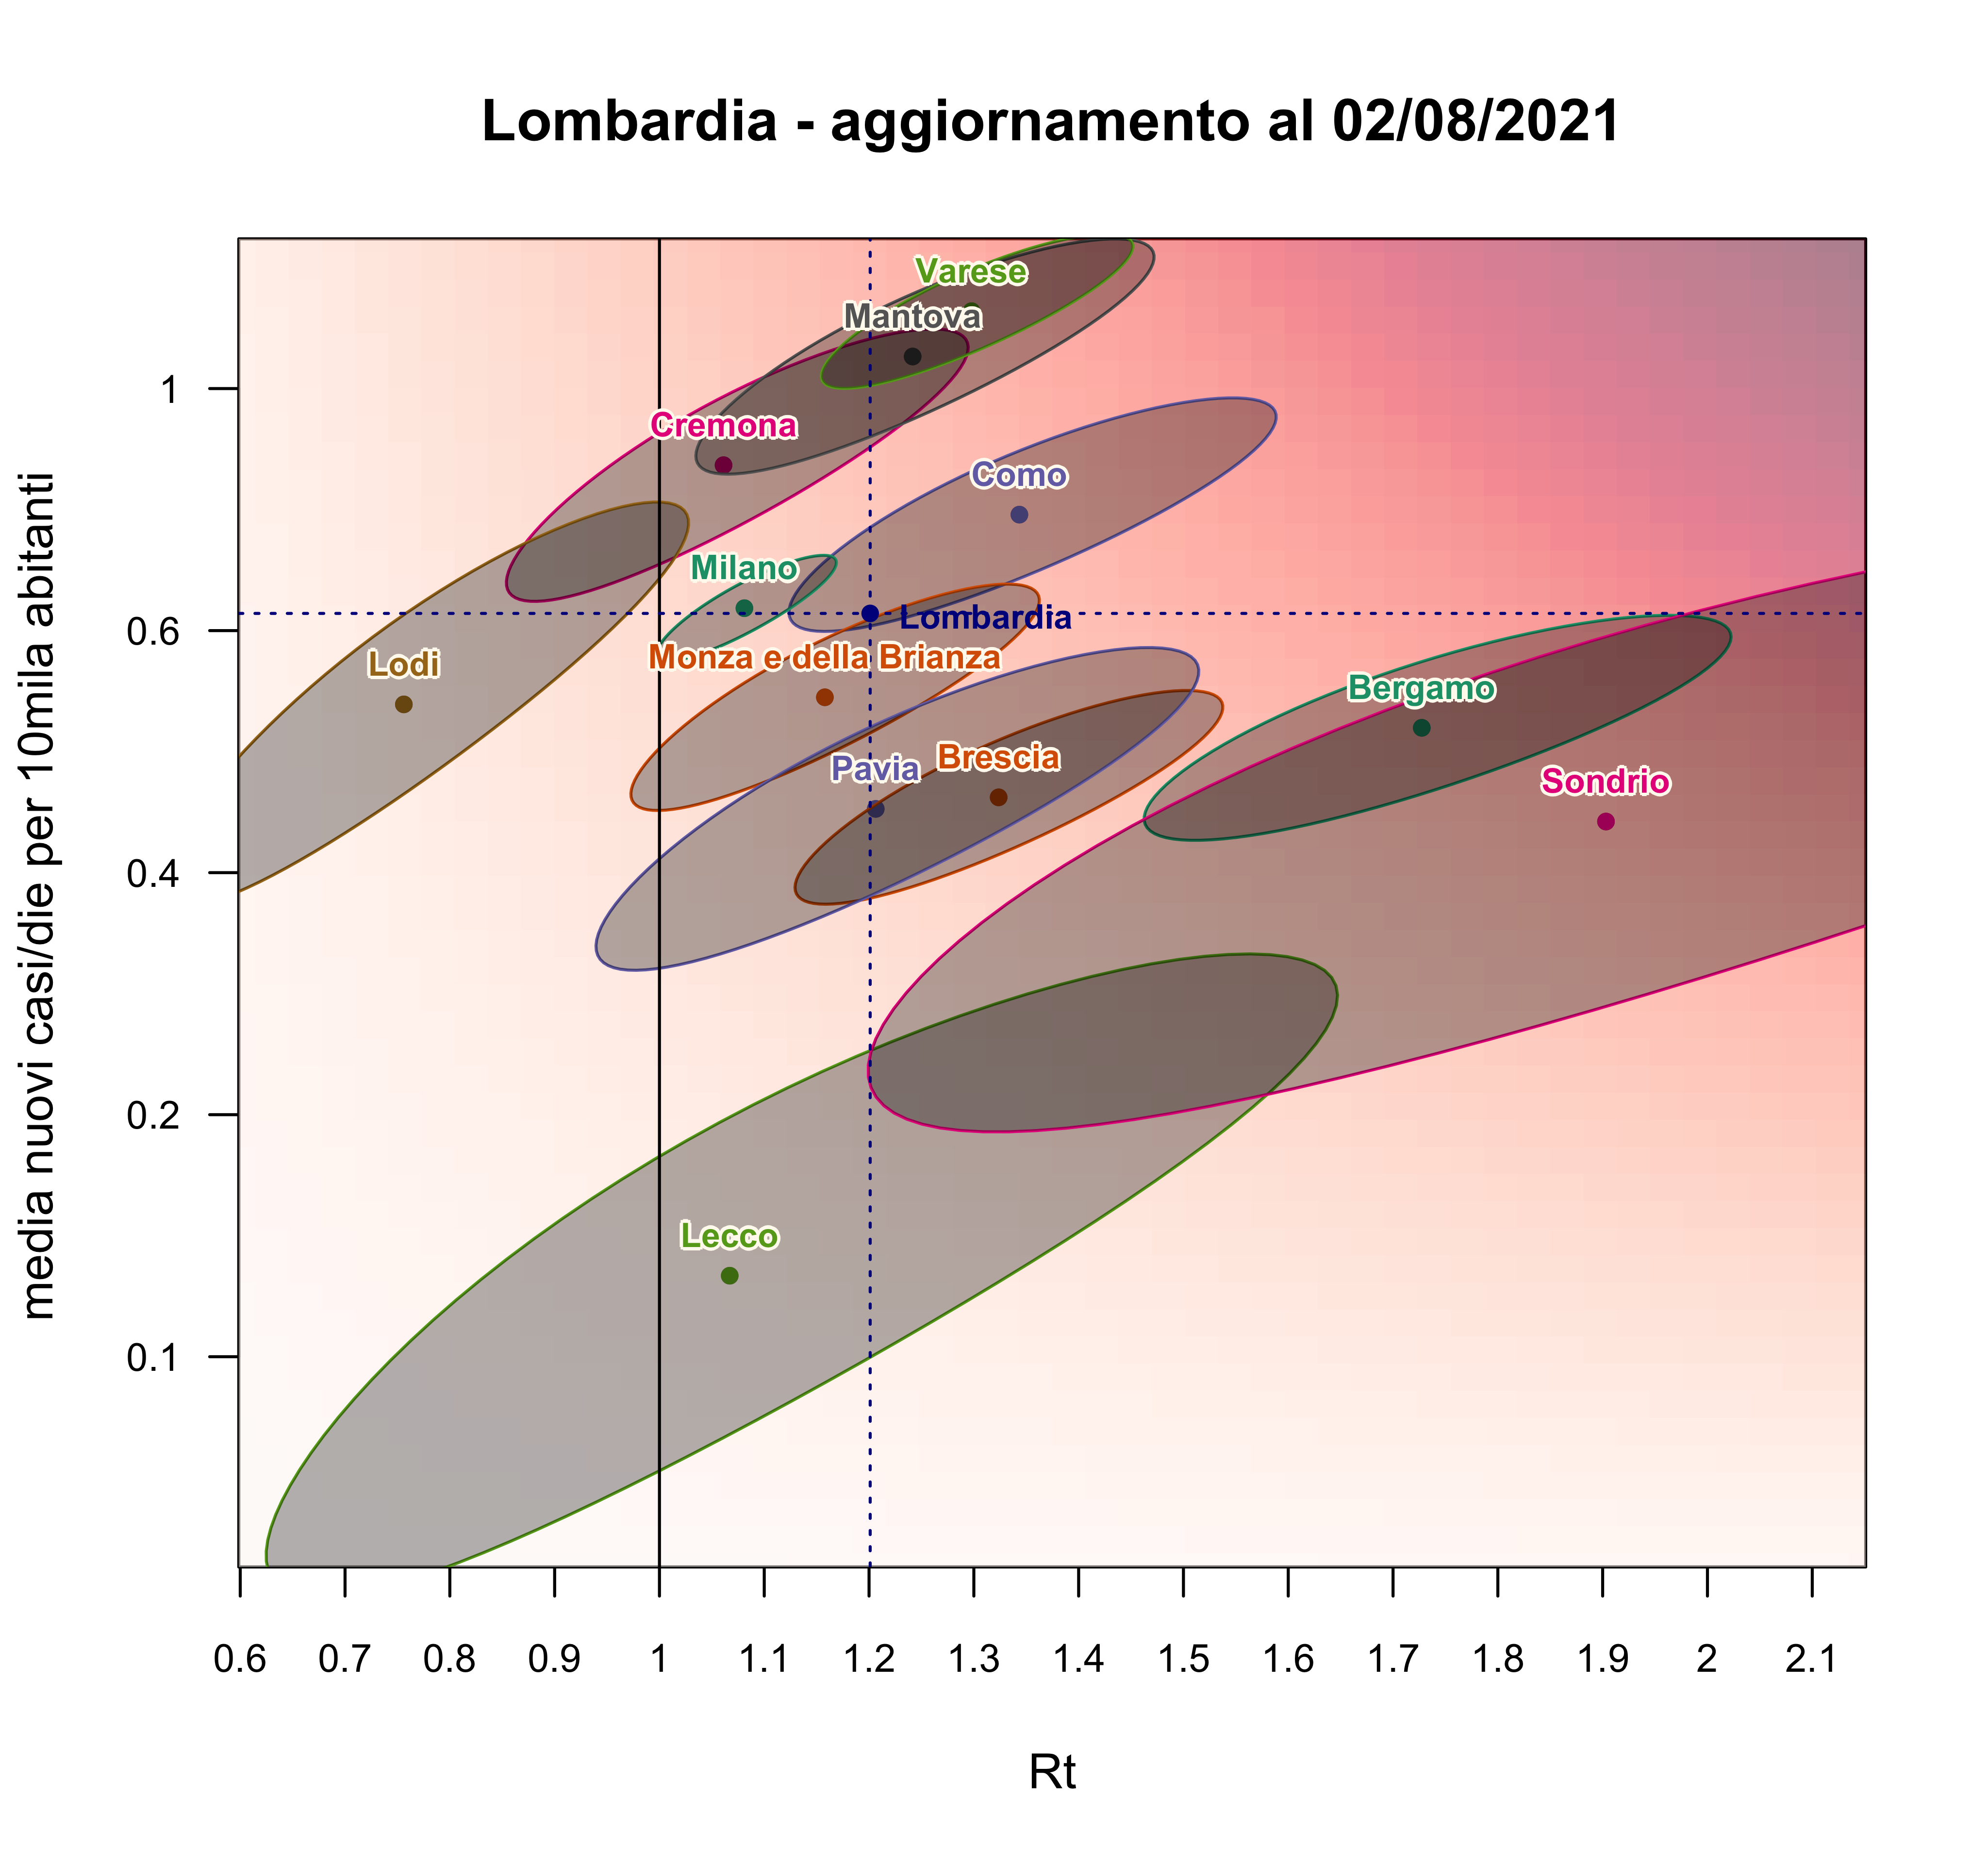 Lombardia - aggiornamento al 02/08/2021
media nuovi casi/die per 10mila abitanti
1
0.6
0.4
0.2
0.1
Varese
Mantova
Cremona
Como
Milano
Lombardia
Monza e della Brianza
Lodi
Bergamo
Brescia
Pavia
Sondrio
Lecco
0.6 0.7 0.8 0.9 1 1.1 1.2 1.3 1.4 1.5 1.6 1.7 1.8 1.9 2 2.1
Rt